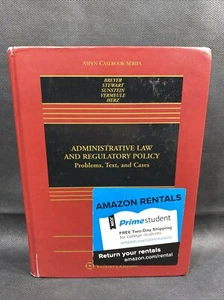 ASPEN CASEBOOK SERIES
BREYER
STEWART
SUNSTEIN
VERMEULE
HERZ
ADMINISTRATIVE LAW
AND REGULATORY POLICY
Problems, Text, and Cases
AMAZON RENTALS
Prime student
FREE Two-Day Shipping
for college students
Return your rentals
amazon.com/rental